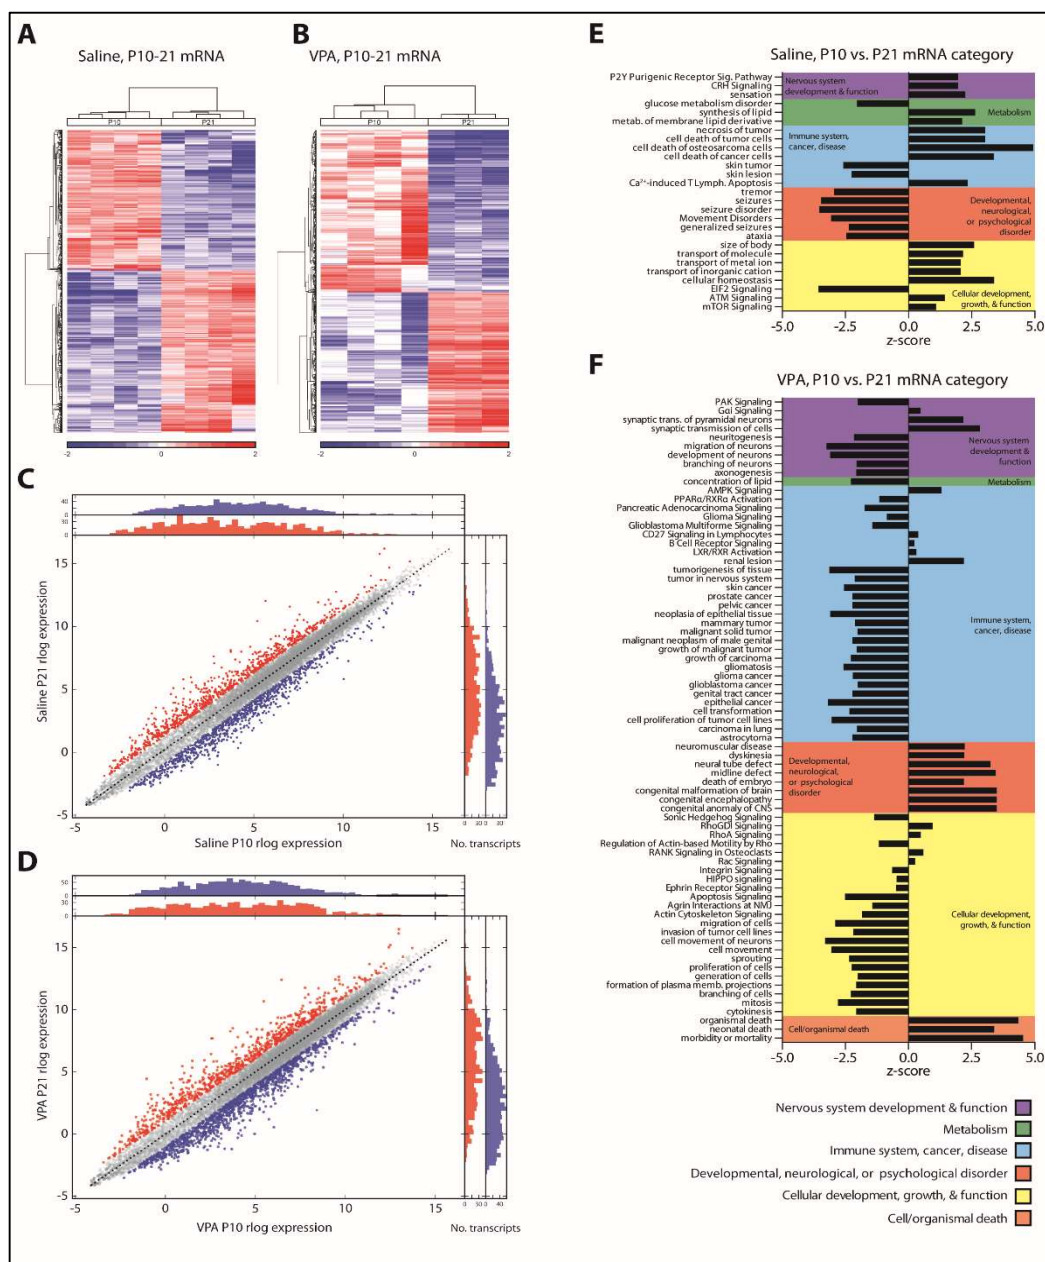 A
Saline, P10-21 mRNA
P10
P21
-2
0
2
B
VPA, P10-21 mRNA
P10
P21
-2
0
2
C
15
10
5
0
-5
Saline P21 rlog expression
-5
0
5
10
15
Saline P10 rlog expression
No. transcripts
D
15
10
5
0
-5
VPA P21 rlog expression
-5
0
5
10
15
VPA P10 rlog expression
No. transcripts
E
Saline, P10 vs. P21 mRNA category
P2Y Purigenic Receptor Sig. Pathway
CRH Signaling
sensation
glucose metabolism disorder
synthesis of lipid
metab. of membrane lipid derivative
necrosis of tumor
cell death of tumor cells
cell death of osteosarcoma cells
cell death of cancer cells
skin tumor
skin lesion
Ca²⁺-induced T Lymph. Apoptosis
tremor
seizures
seizure disorder
Movement Disorders
generalized seizures
ataxia
size of body
transport of molecule
transport of metal ion
transport of inorganic cation
cellular homeostasis
EIF2 Signaling
ATM Signaling
mTOR Signaling
Nervous system
development & function
Metabolism
Immune system,
cancer, disease
Developmental,
neurological,
or psychological
disorder
Cellular development,
growth, & function
-5.0
-2.5
0.0
2.5
5.0
z-score
F
VPA, P10 vs. P21 mRNA category
PAK Signaling
Gαi Signaling
synaptic trans. of pyramidal neurons
synaptic transmission of cells
neuritogenesis
migration of neurons
development of neurons
branching of neurons
axonogenesis
concentration of lipid
AMPK Signaling
PPARα/RXRα Activation
Pancreatic Adenocarcinoma Signaling
Glioma Signaling
Glioblastoma Multiforme Signaling
CD27 Signaling in Lymphocytes
B Cell Receptor Signaling
LXR/RXR Activation
renal lesion
tumorigenesis of tissue
tumor in nervous system
skin cancer
prostate cancer
pelvic cancer
neoplasia of epithelial tissue
mammary tumor
malignant solid tumor
malignant neoplasm of male genital
growth of malignant tumor
growth of carcinoma
gliomatosis
glioma cancer
glioblastoma cancer
genital tract cancer
epithelial cancer
cell transformation
cell proliferation of tumor cell lines
carcinoma in lung
astrocytoma
neuromuscular disease
dyskinesia
neural tube defect
midline defect
death of embryo
congenital malformation of brain
congenital encephalopathy
congenital anomaly of CNS
Sonic Hedgehog Signaling
RhoGDI Signaling
RhoA Signaling
Regulation of Actin-based Motility by Rho
RANK Signaling in Osteoclasts
Rac Signaling
Integrin Signaling
HIPPO signaling
Ephrin Receptor Signaling
Apoptosis Signaling
Agrin Interactions at NMJ
Actin Cytoskeleton Signaling
migration of cells
invasion of tumor cell lines
cell movement of neurons
cell movement
sprouting
proliferation of cells
generation of cells
formation of plasma memb. projections
branching of cells
mitosis
cytokinesis
organismal death
neonatal death
morbidity or mortality
Nervous system
development &
function
Metabolism
Immune system,
cancer, disease
Developmental,
neurological,
or psychological
disorder
Cellular development,
growth, & function
Cell/organismal death
-5.0
-2.5
0.0
2.5
5.0
z-score
Nervous system development & function
Metabolism
Immune system, cancer, disease
Developmental, neurological, or psychological disorder
Cellular development, growth, & function
Cell/organismal death